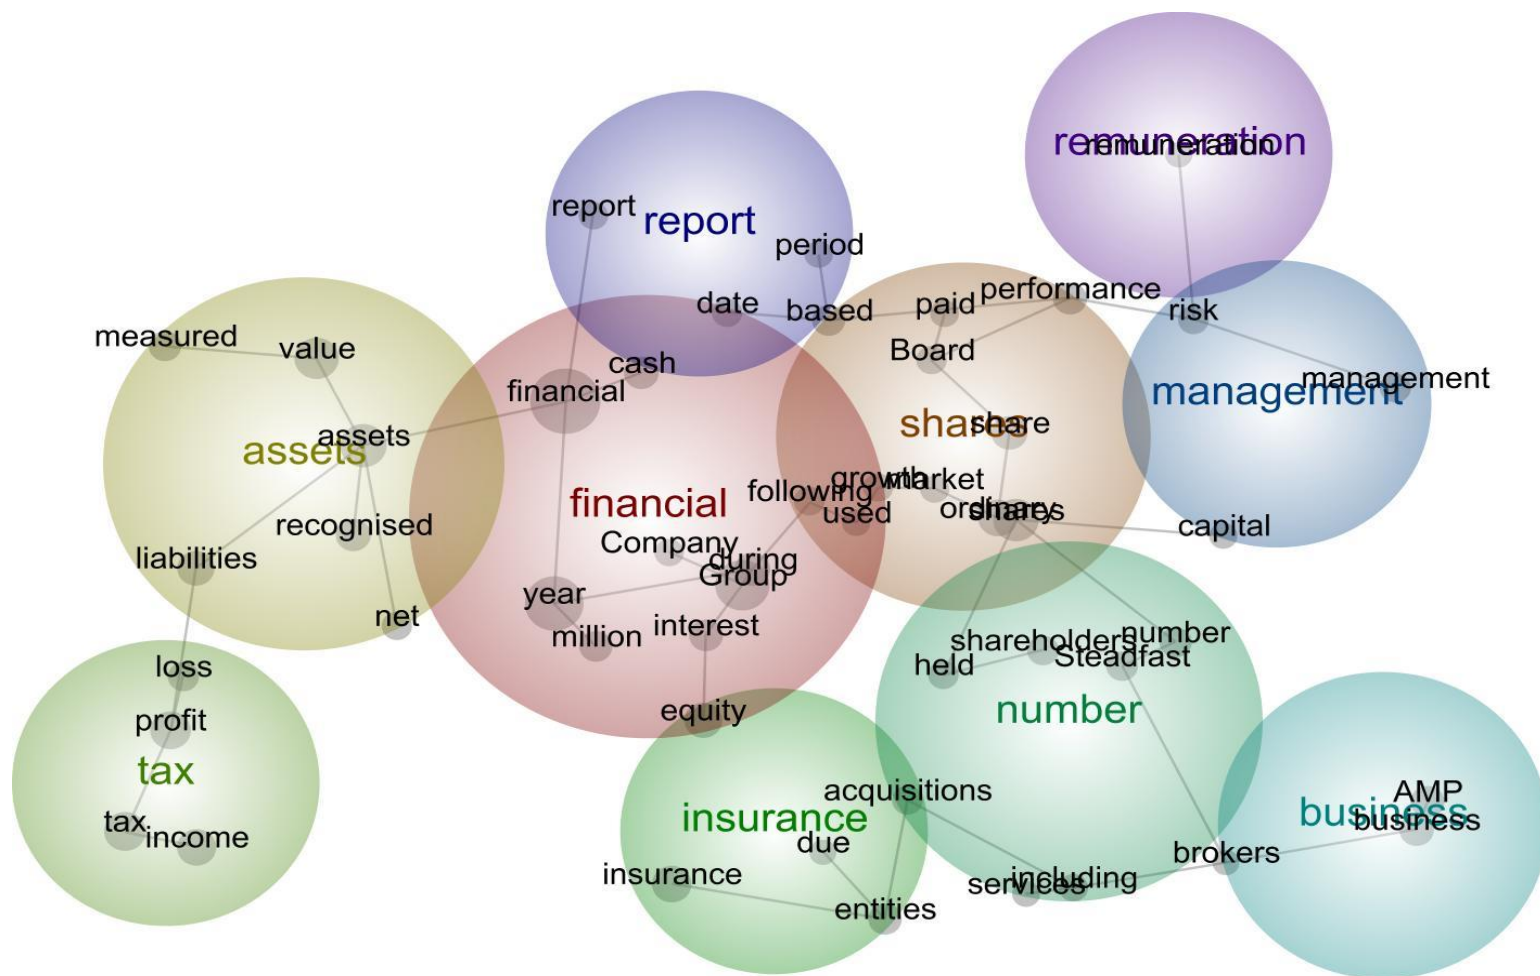 remuneration
remuneration
report
report
period
date
based
paid
performance
risk
measured
value
cash
financial
Board
management
management
assets
assets
shares
share
financial
following
growth
market
used
ordinary
shares
capital
recognised
liabilities
Company
during
Group
year
million
interest
net
shareholders
number
Steadfast
held
loss
profit
equity
number
tax
tax
income
acquisitions
insurance
due
insurance
entities
services
including
brokers
AMP
business
business